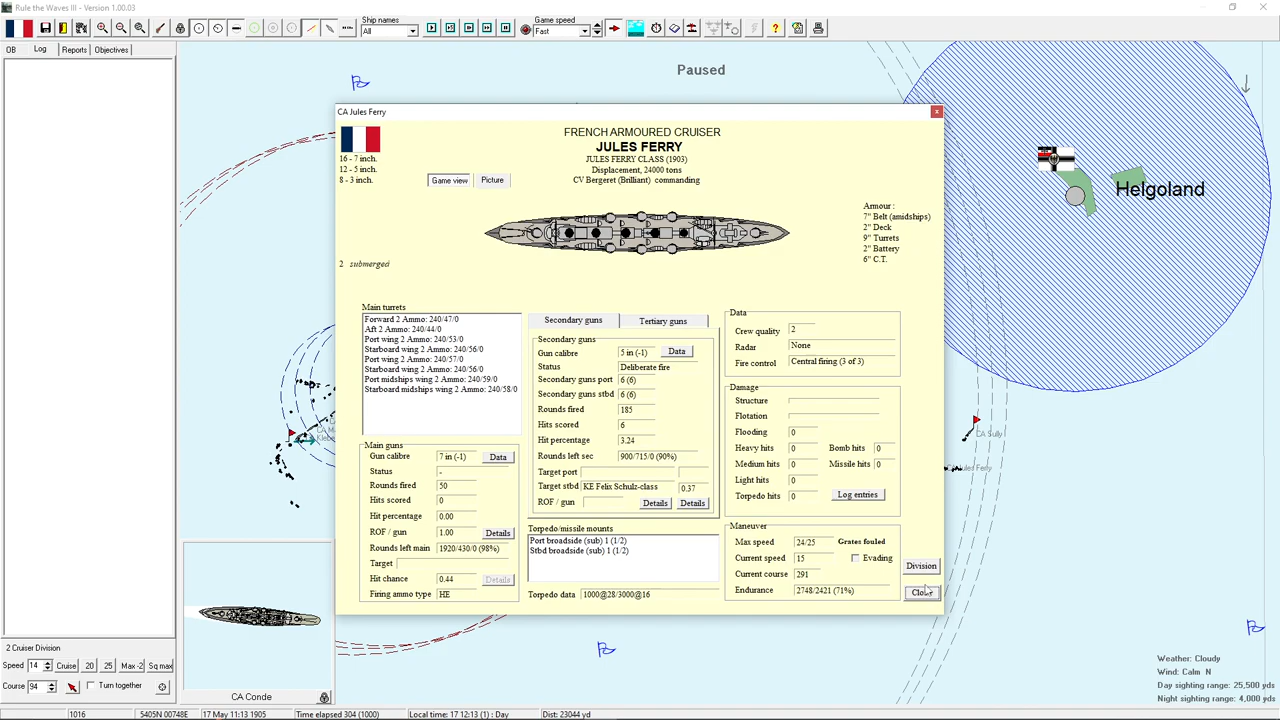 Rule the Waves III - Version 1.00.03
Ship names
All
Game speed
Fast
OB
Log
Reports
Objectives
Paused
CA Jules Ferry
16 - 7 inch.
12 - 5 inch.
8 - 3 inch.
FRENCH ARMOURED CRUISER
JULES FERRY
JULES FERRY CLASS (1903)
Displacement, 24000 tons
CV Bergeret (Brilliant) commanding
Game view
Picture
Armour :
7" Belt (amidships)
2" Deck
9" Turrets
2" Battery
6" C.T.
2 submerged
Main turrets
Forward 2 Ammo: 240/47/0
Aft 2 Ammo: 240/44/0
Port wing 2 Ammo: 240/53/0
Starboard wing 2 Ammo: 240/56/0
Port wing 2 Ammo: 240/57/0
Starboard wing 2 Ammo: 240/56/0
Port midships wing 2 Ammo: 240/59/0
Starboard midships wing 2 Ammo: 240/58/0
Main guns
Gun calibre 7 in (-1) Data
Status -
Rounds fired 50
Hits scored 0
Hit percentage 0.00
ROF / gun 1.00 Details
Rounds left main 1920/430/0 (98%)
Target
Hit chance 0.44 Details
Firing ammo type HE
Secondary guns
Tertiary guns
Secondary guns
Gun calibre 5 in (-1) Data
Status Deliberate fire
Secondary guns port 6 (6)
Secondary guns stbd 6 (6)
Rounds fired 185
Hits scored 6
Hit percentage 3.24
Rounds left sec 900/715/0 (90%)
Target port
Target stbd KE Felix Schulz-class 0.37
ROF / gun Details Details
Torpedo/missile mounts
Port broadside (sub) 1 (1/2)
Stbd broadside (sub) 1 (1/2)
Torpedo data 1000@28/3000@16
Data
Crew quality 2
Radar None
Fire control Central firing (3 of 3)
Damage
Structure
Flotation
Flooding 0
Heavy hits 0 Bomb hits 0
Medium hits 0 Missile hits 0
Light hits 0
Torpedo hits 0 Log entries
Maneuver
Max speed 24/25 Grates fouled
Current speed 15 Evading
Current course 291
Endurance 2748/2421 (71%)
Division
Close
Helgoland
CA Sully
CA Jules Ferry
2 Cruiser Division
Speed 14 Cruise 20 25 Max -2 Sq max
Course 94 Turn together
CA Conde
Weather: Cloudy
Wind: Calm N
Day sighting range: 25,500 yds
Night sighting range: 4,000 yds
1016
5405N 00748E
17 May 11:13 1905
Time elapsed 304 (1000)
Local time: 17 12:13 (1) : Day
Dist: 23044 yd